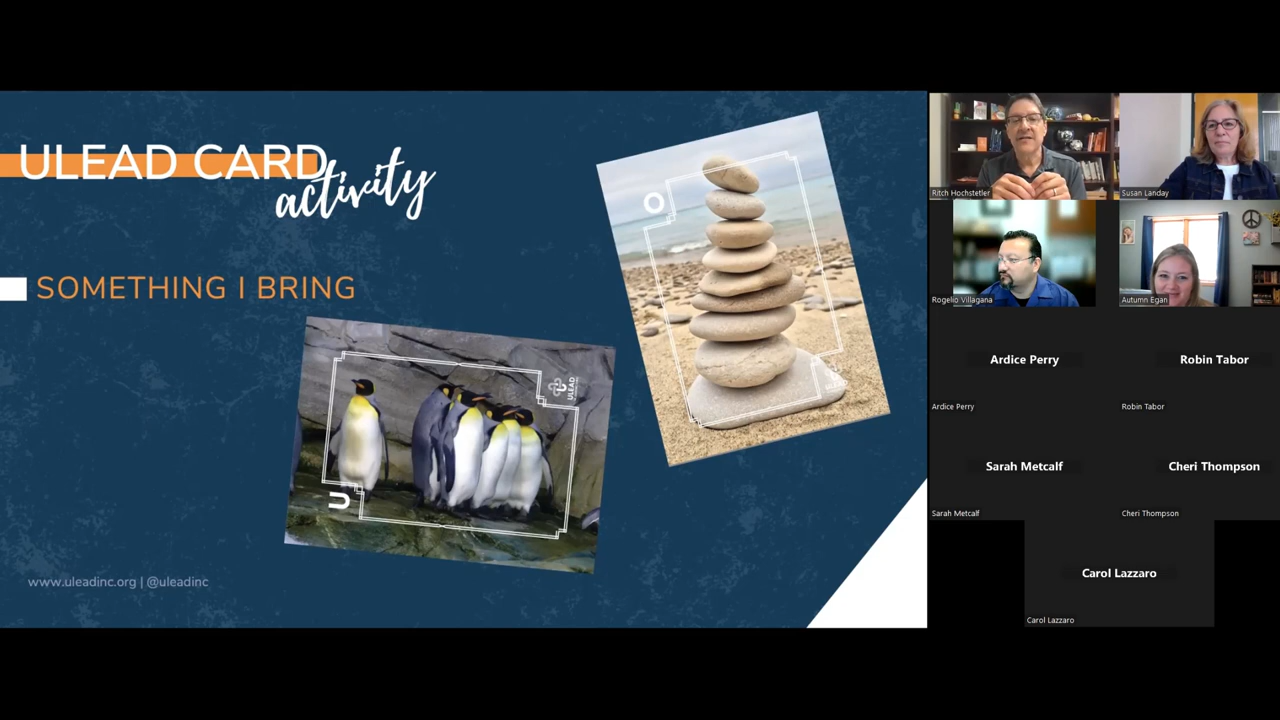 ULEAD CARD
activity
SOMETHING I BRING
O
U
ULEAD
www.uleadinc.org | @uleadinc
Ritch Hochstetler
Susan Landay
Rogelio Villagana
Autumn Egan
Ardice Perry
Robin Tabor
Ardice Perry
Robin Tabor
Sarah Metcalf
Cheri Thompson
Sarah Metcalf
Cheri Thompson
Carol Lazzaro
Carol Lazzaro